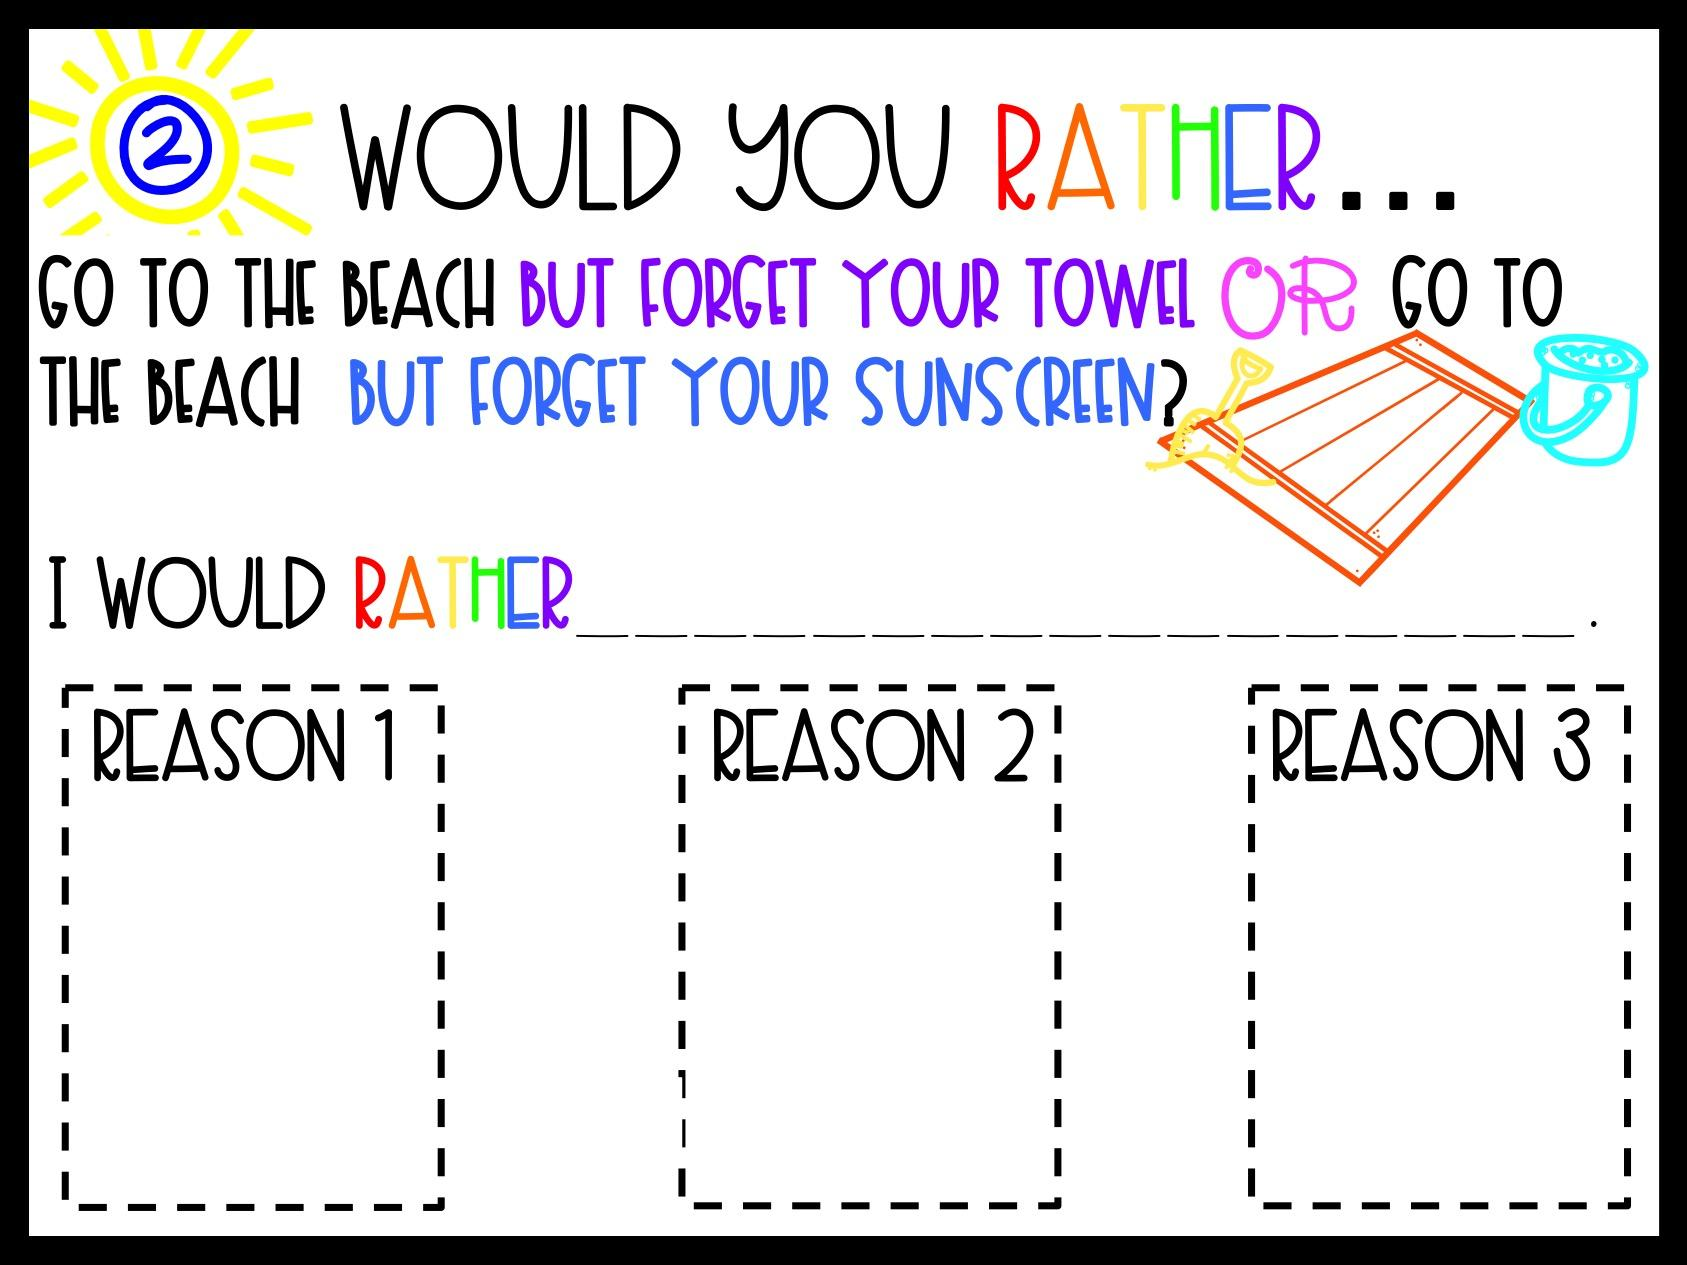 2 WOULD YOU RATHER...
GO TO THE BEACH BUT FORGET YOUR TOWEL OR GO TO
THE BEACH BUT FORGET YOUR SUNSCREEN?
I WOULD RATHER_________________.
REASON 1
REASON 2
REASON 3